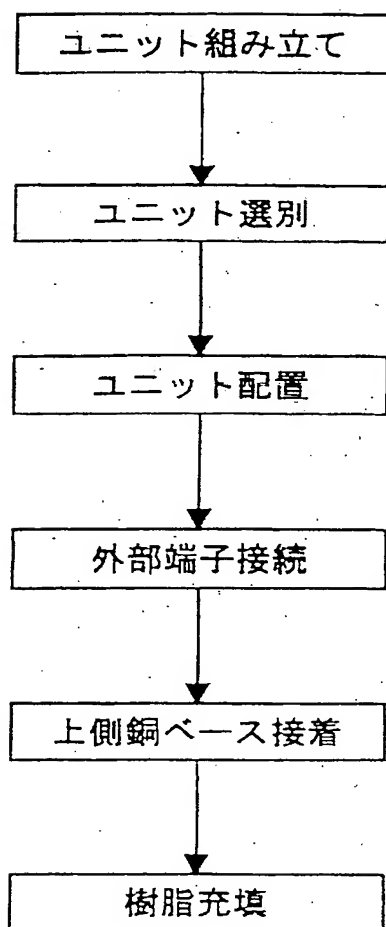 ユニット組み立て
ユニット選別
ユニット配置
外部端子接続
上側銅ベース接着
樹脂充填